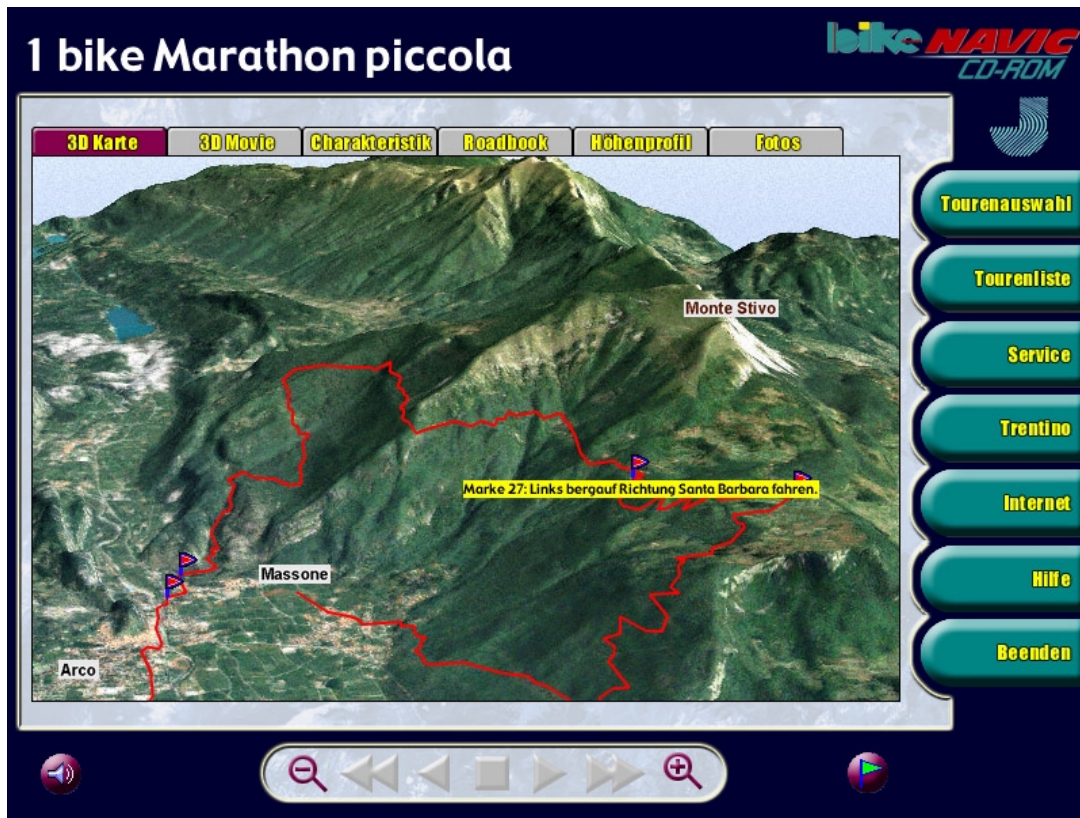 1 bike Marathon piccola
bike NAVIC
CD-ROM
3D Karte
3D Movie
Charakteristik
Roadbook
Höhenprofil
Fotos
Tourenauswahl
Tourenliste
Service
Trentino
Internet
Hilfe
Beenden
Monte Stivo
Marke 27: Links bergauf Richtung Santa Barbara fahren.
Massone
Arco